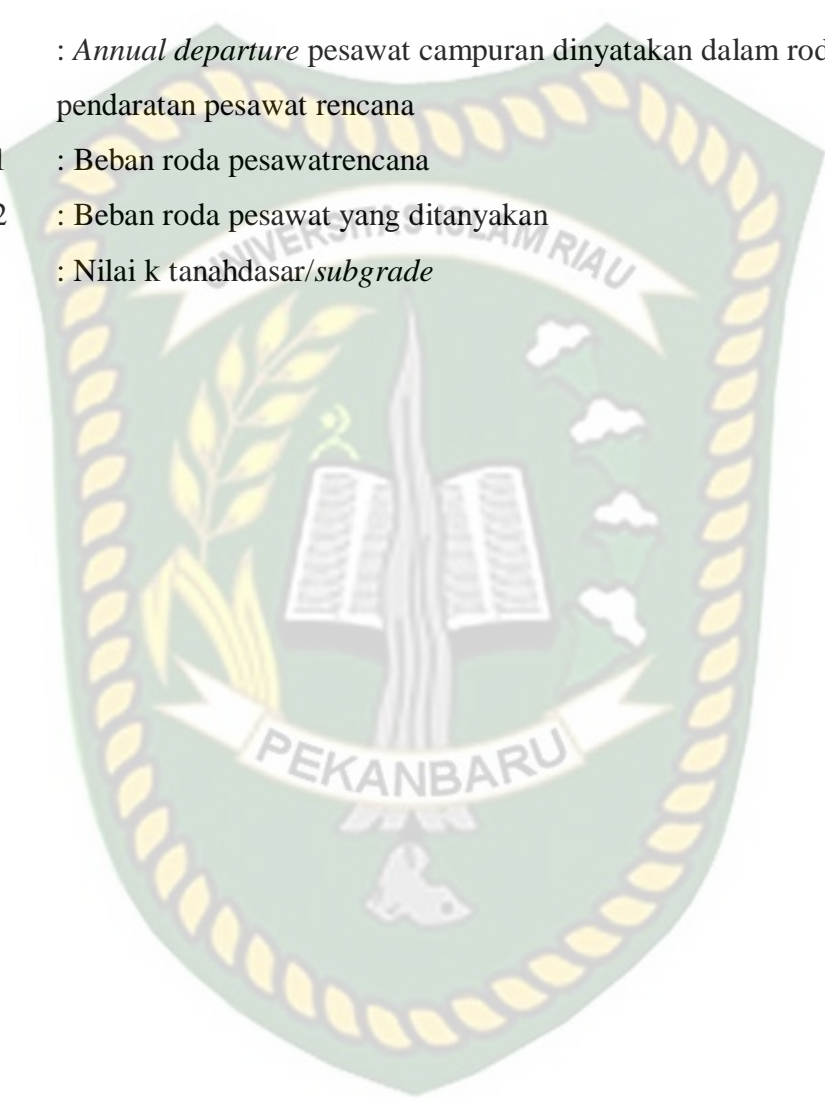 : Annual departure pesawat campuran dinyatakan dalam rod
pendaratan pesawat rencana
: Beban roda pesawatrencana
2 : Beban roda pesawat yang ditanyakan
: Nilai k tanahdasar/subgrade
UNIVERSITAS ISLAM RIAU
PEKANBARU